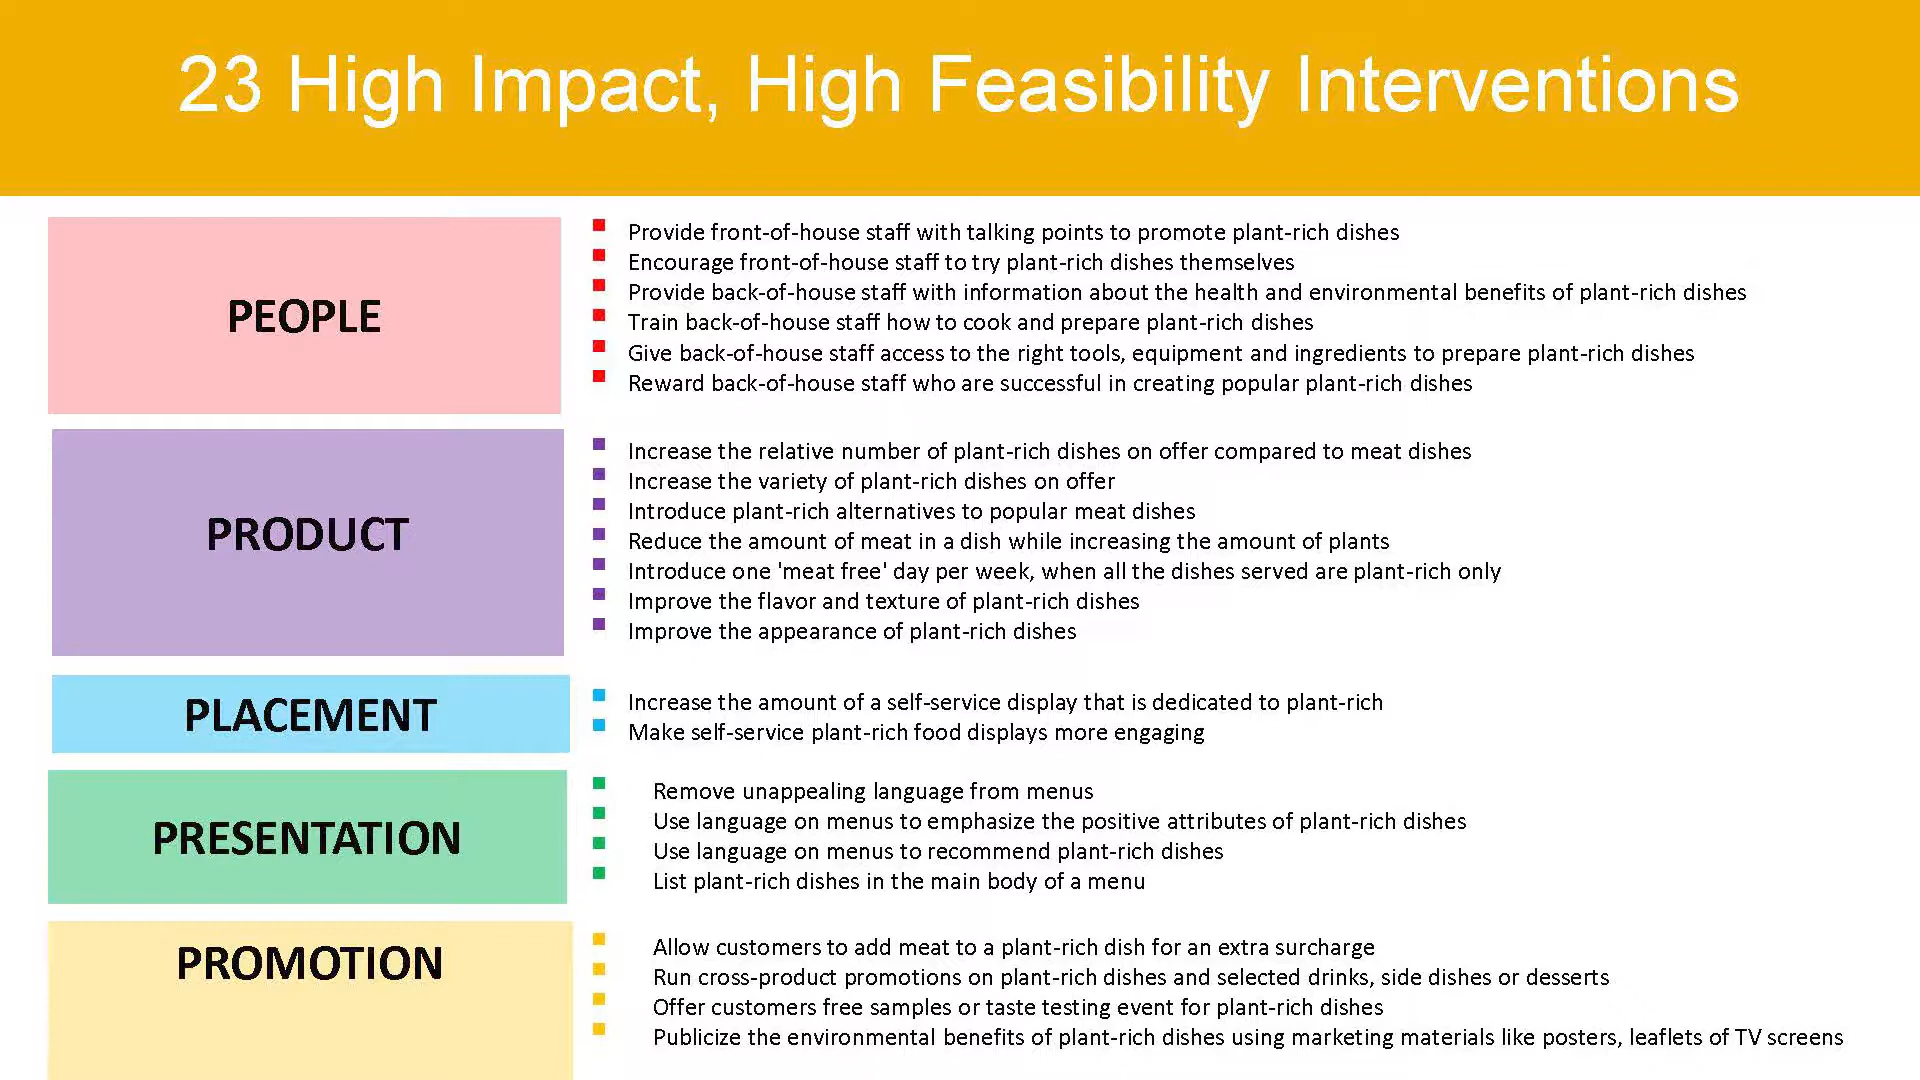 23 High Impact, High Feasibility Interventions
PEOPLE
Provide front-of-house staff with talking points to promote plant-rich dishes
Encourage front-of-house staff to try plant-rich dishes themselves
Provide back-of-house staff with information about the health and environmental benefits of plant-rich dishes
Train back-of-house staff how to cook and prepare plant-rich dishes
Give back-of-house staff access to the right tools, equipment and ingredients to prepare plant-rich dishes
Reward back-of-house staff who are successful in creating popular plant-rich dishes
PRODUCT
Increase the relative number of plant-rich dishes on offer compared to meat dishes
Increase the variety of plant-rich dishes on offer
Introduce plant-rich alternatives to popular meat dishes
Reduce the amount of meat in a dish while increasing the amount of plants
Introduce one 'meat free' day per week, when all the dishes served are plant-rich only
Improve the flavor and texture of plant-rich dishes
Improve the appearance of plant-rich dishes
PLACEMENT
Increase the amount of a self-service display that is dedicated to plant-rich
Make self-service plant-rich food displays more engaging
PRESENTATION
Remove unappealing language from menus
Use language on menus to emphasize the positive attributes of plant-rich dishes
Use language on menus to recommend plant-rich dishes
List plant-rich dishes in the main body of a menu
PROMOTION
Allow customers to add meat to a plant-rich dish for an extra surcharge
Run cross-product promotions on plant-rich dishes and selected drinks, side dishes or desserts
Offer customers free samples or taste testing event for plant-rich dishes
Publicize the environmental benefits of plant-rich dishes using marketing materials like posters, leaflets of TV screens